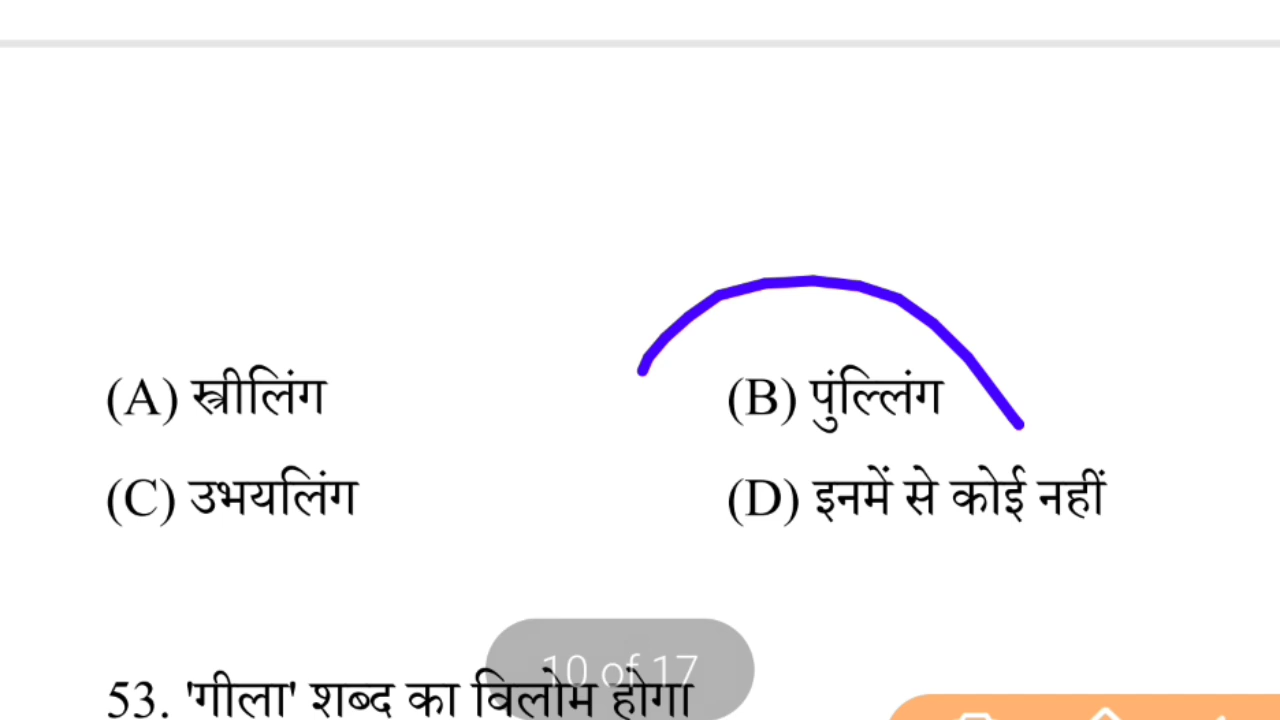 (A) स्त्रीलिंग (B) पुंल्लिंग
(C) उभयलिंग (D) इनमें से कोई नहीं
10 of 17
53. 'गीला' शब्द का विलोम होगा